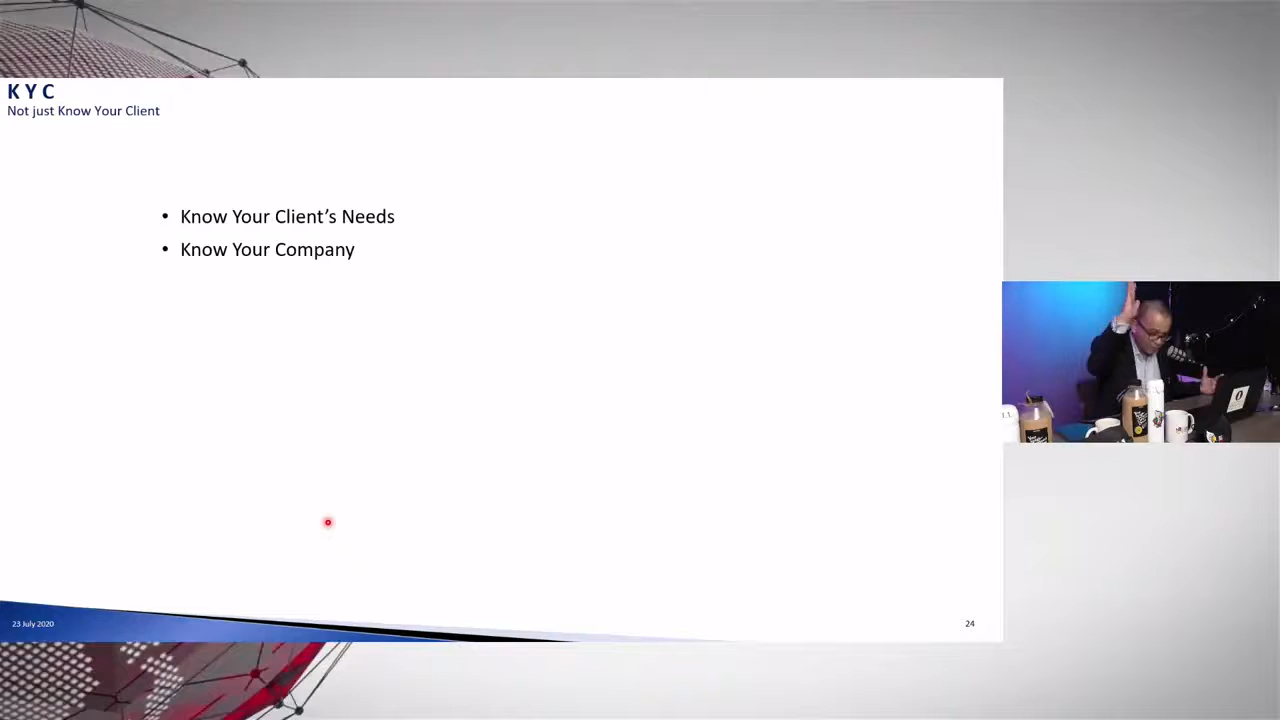 K Y C
Not just Know Your Client
• Know Your Client’s Needs
• Know Your Company
23 July 2020
24